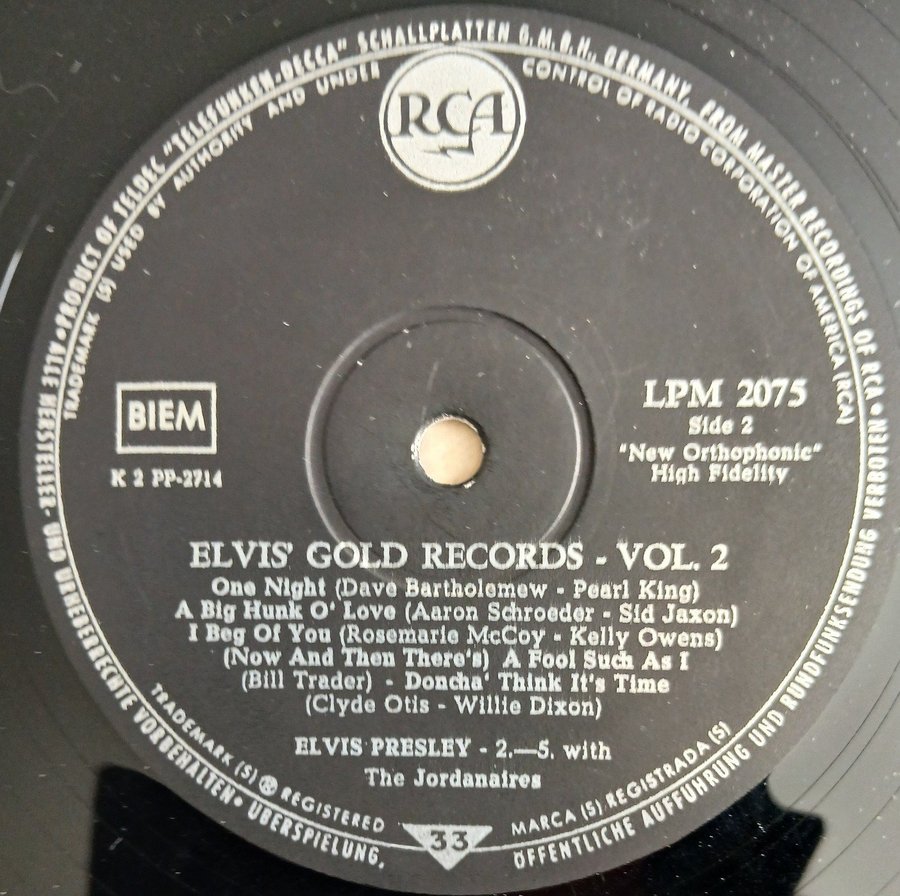 PRODUCT OF TELDEC "TELEFUNKEN-DECCA" SCHALLPLATTEN G.M.B.H., GERMANY, FROM MASTER RECORDINGS OF RCA •
TRADEMARK (S) USED BY AUTHORITY AND UNDER
CONTROL OF RADIO CORPORATION OF AMERICA (RCA)
RCA
BIEM
K 2 PP-2714
LPM 2075
Side 2
"New Orthophonic"
High Fidelity
ELVIS' GOLD RECORDS - VOL. 2
One Night (Dave Bartholemew - Pearl King)
A Big Hunk O' Love (Aaron Schroeder - Sid Jaxon)
I Beg Of You (Rosemarie McCoy - Kelly Owens)
(Now And Then There's) A Fool Such As I
(Bill Trader) - Doncha' Think It's Time
(Clyde Otis - Willie Dixon)
ELVIS PRESLEY - 2.—5. with
The Jordanaires
TRADEMARK (S) ® REGISTERED
33
MARCA (S) REGISTRADA (S)
ALLE HERSTELLER- UND URHEBERRECHTE VORBEHALTEN • ÜBERSPIELUNG,
ÖFFENTLICHE AUFFÜHRUNG UND RUNDFUNKSENDUNG VERBOTEN •